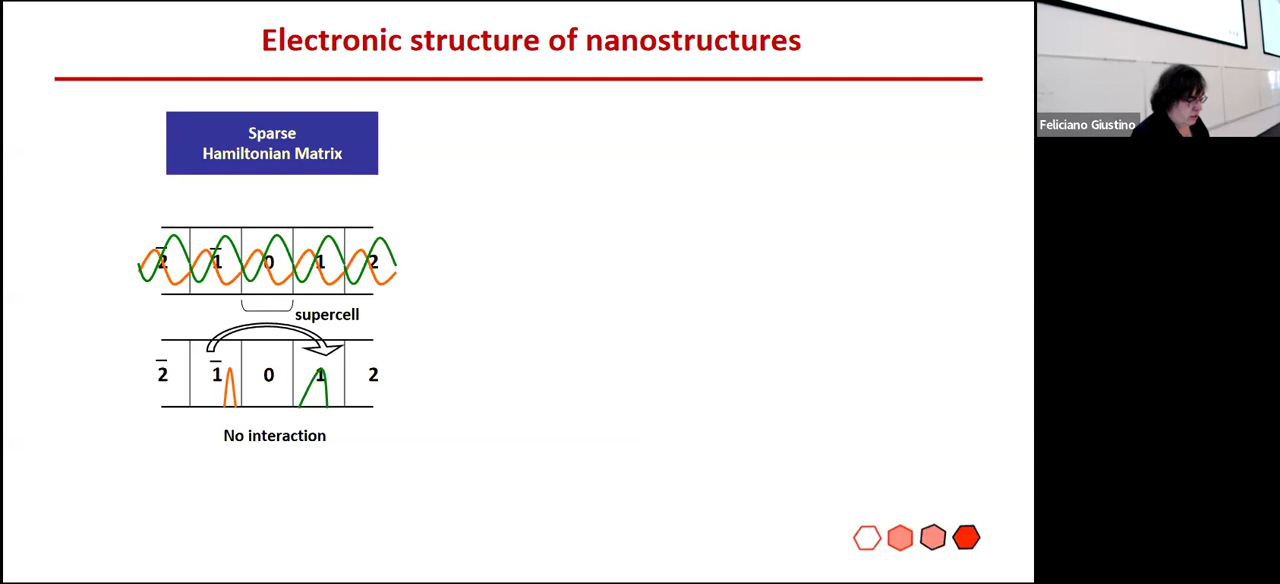 Electronic structure of nanostructures
Feliciano Giustino
Sparse
Hamiltonian Matrix
2̅ 1̅ 0 1 2
supercell
2̅ 1̅ 0 1 2
No interaction